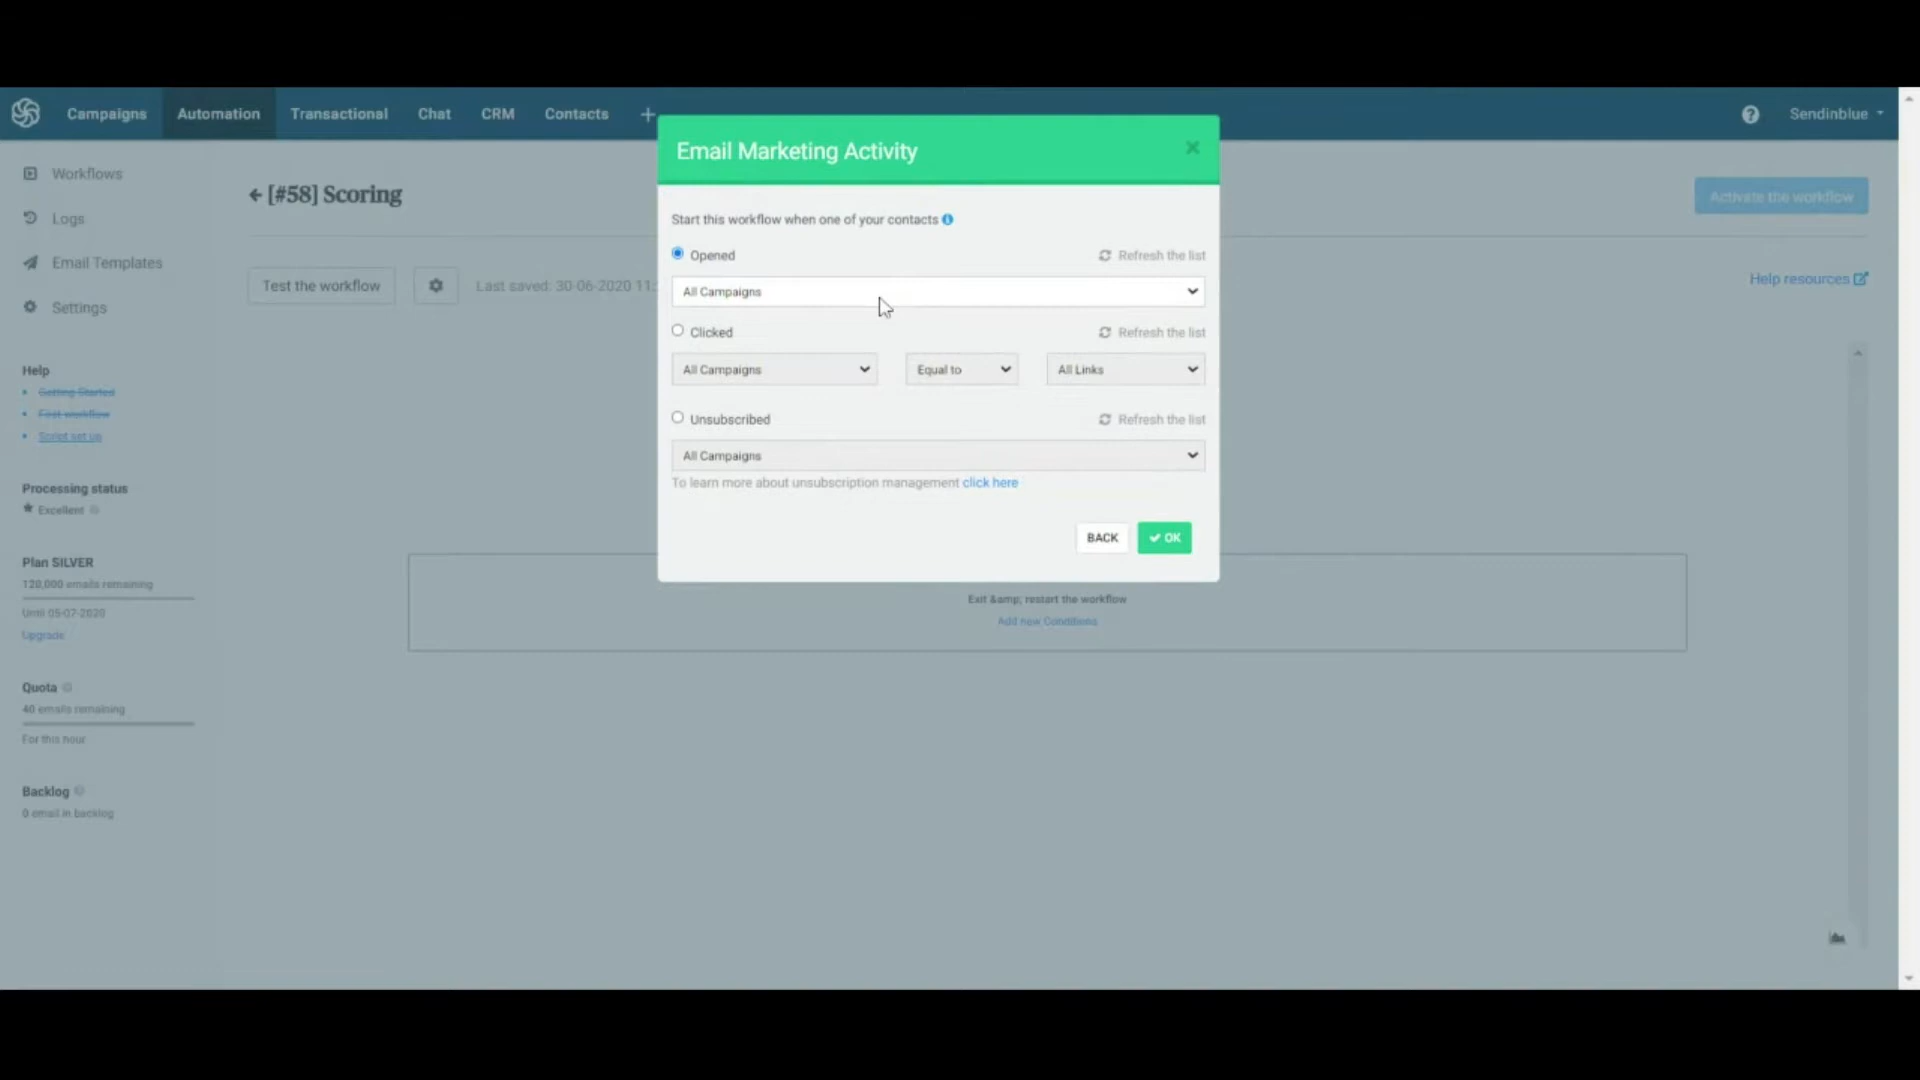 Campaigns
Automation
Transactional
Chat
CRM
Contacts
+
Sendinblue
Workflows
Logs
Email Templates
Settings
Help
Getting Started
First workflow
Script set up
Processing status
Excellent
Plan SILVER
120,000 emails remaining
Until 05-07-2020
Upgrade
Quota
40 emails remaining
For this hour
Backlog
0 email in backlog
[#58] Scoring
Activate the workflow
Test the workflow
Last saved: 30-06-2020 11:
Help resources
Email Marketing Activity
Start this workflow when one of your contacts
Opened
Refresh the list
All Campaigns
Clicked
Refresh the list
All Campaigns
Equal to
All Links
Unsubscribed
Refresh the list
All Campaigns
To learn more about unsubscription management click here
BACK
OK
Exit &amp; restart the workflow
Add new Conditions